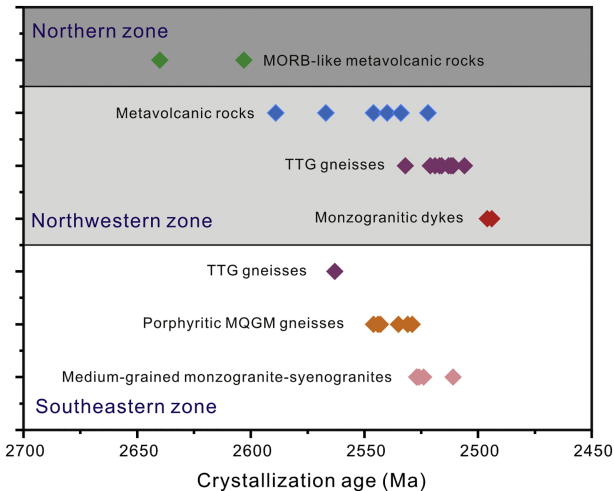 Northern zone
MORB-like metavolcanic rocks
Metavolcanic rocks
TTG gneisses
Monzogranitic dykes
Northwestern zone
TTG gneisses
Porphyritic MQGM gneisses
Medium-grained monzogranite-syenogranites
Southeastern zone
2700 2650 2600 2550 2500 2450
Crystallization age (Ma)